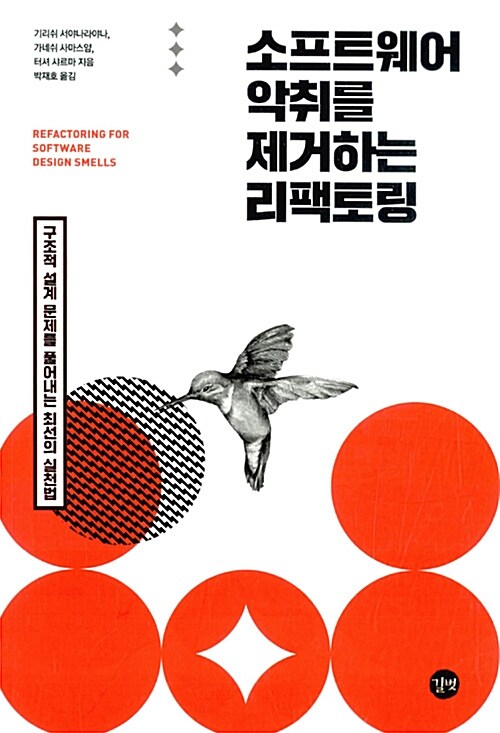 기리쉬 서야나라야나,
가네쉬 사마스얌,
터셔 샤르마 지음
박재호 옮김
소프트웨어
악취를
제거하는
리팩토링
REFACTORING FOR
SOFTWARE
DESIGN SMELLS
구조적 설계 문제를 풀어내는 최선의 실천법
길벗